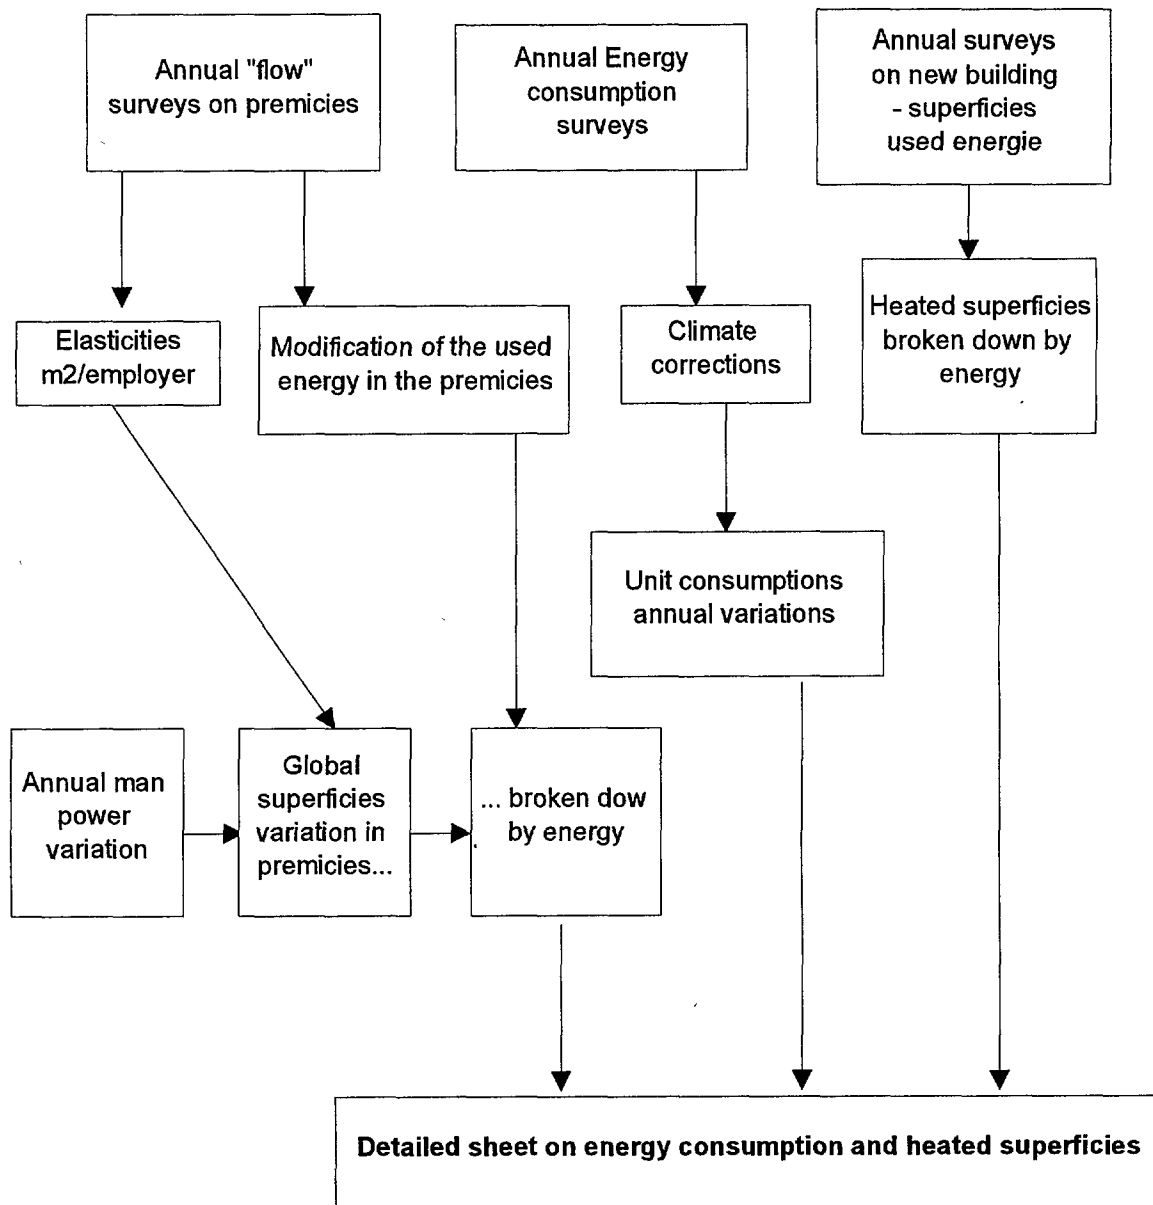 Annual "flow"
surveys on premicies
Annual Energy
consumption
surveys
Annual surveys
on new building
- superficies
used energie
Elasticities
m2/employer
Modification of the used
energy in the premicies
Climate
corrections
Heated superficies
broken down by
energy
Unit consumptions
annual variations
Annual man
power
variation
Global
superficies
variation in
premicies...
... broken dow
by energy
Detailed sheet on energy consumption and heated superficies